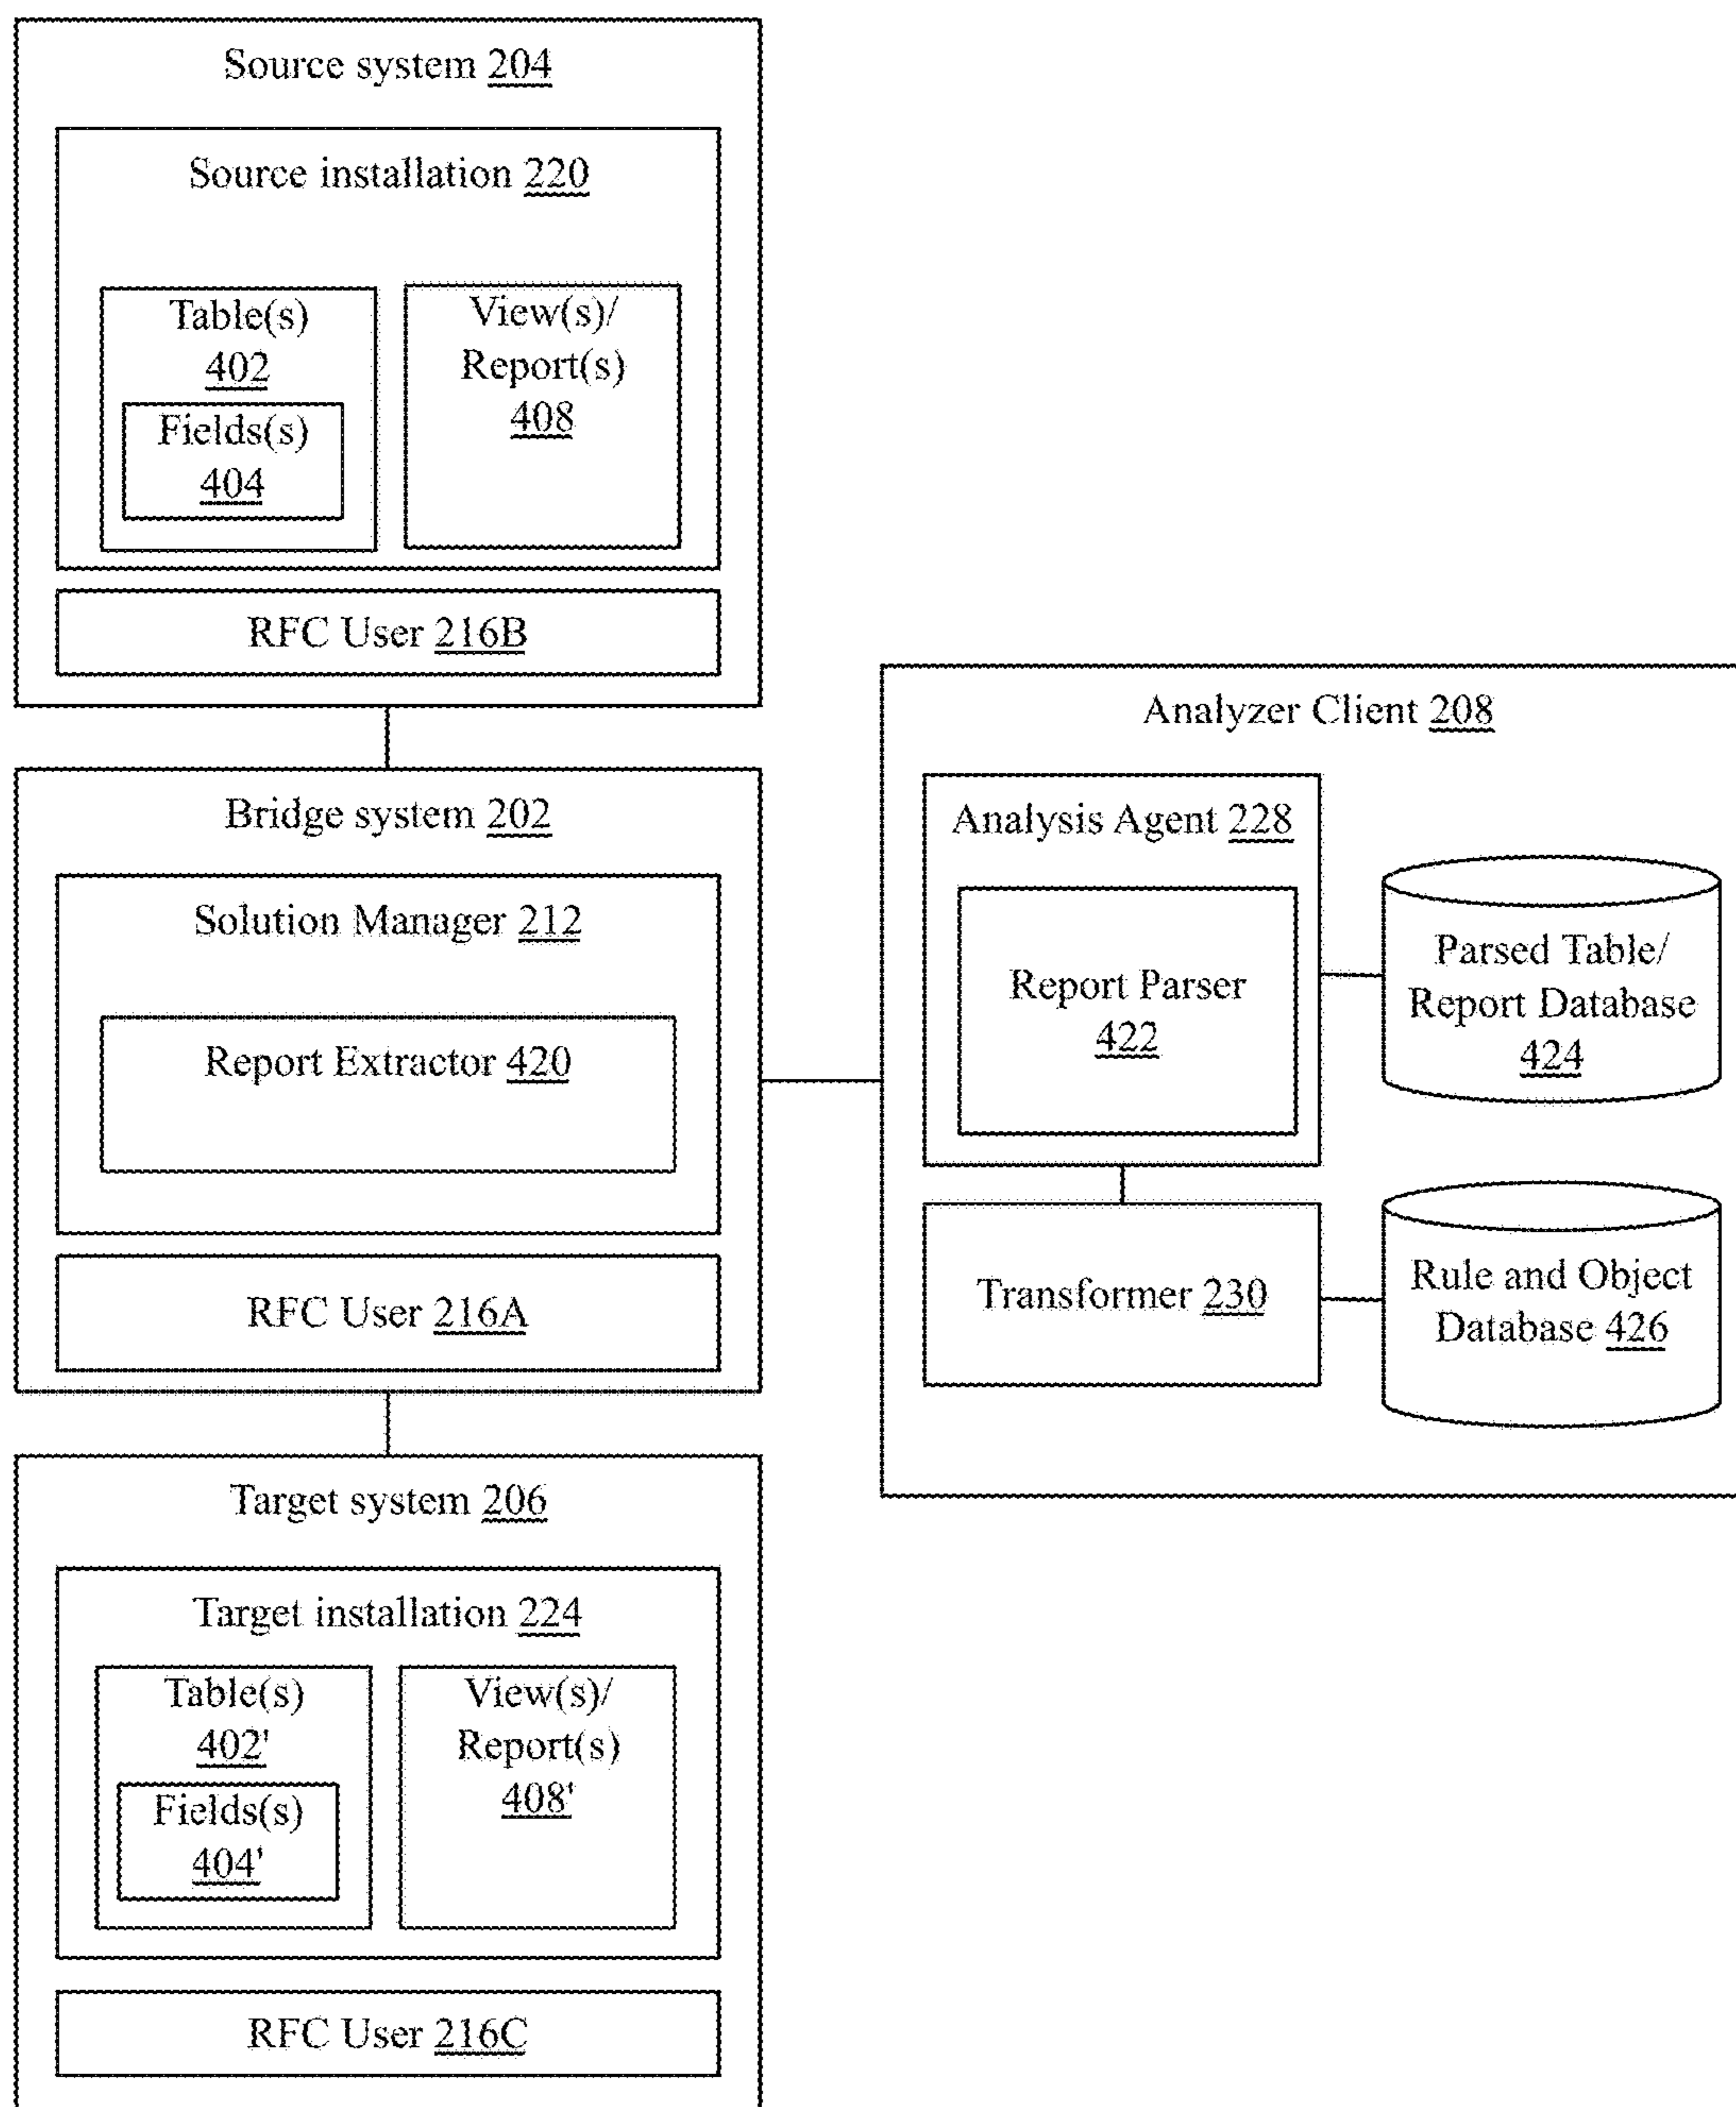 Source system 204
Source installation 220
Table(s)
402
Fields(s)
404
View(s)/
Report(s)
408
RFC User 216B
Bridge system 202
Solution Manager 212
Report Extractor 420
RFC User 216A
Target system 206
Target installation 224
Table(s)
402'
Fields(s)
404'
View(s)/
Report(s)
408'
RFC User 216C
Analyzer Client 208
Analysis Agent 228
Report Parser
422
Parsed Table/
Report Database
424
Transformer 230
Rule and Object
Database 426